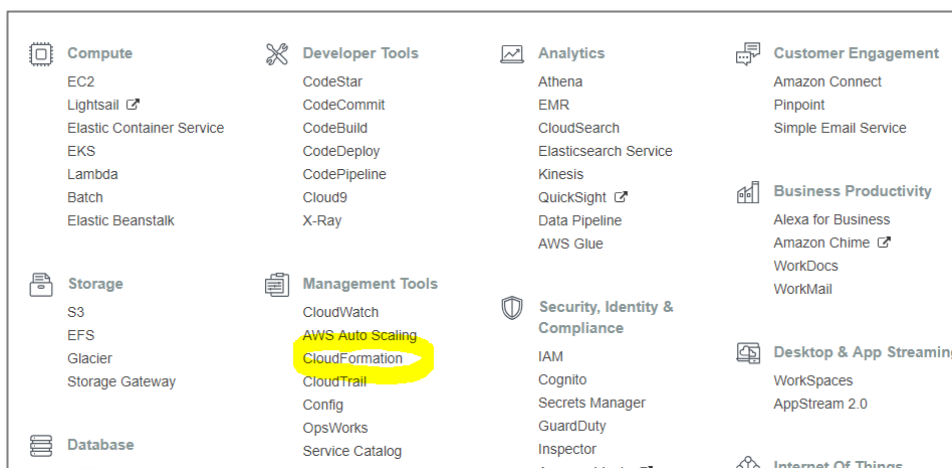 Compute
EC2
Lightsail
Elastic Container Service
EKS
Lambda
Batch
Elastic Beanstalk
Storage
S3
EFS
Glacier
Storage Gateway
Database
Developer Tools
CodeStar
CodeCommit
CodeBuild
CodeDeploy
CodePipeline
Cloud9
X-Ray
Management Tools
CloudWatch
AWS Auto Scaling
CloudFormation
CloudTrail
Config
OpsWorks
Service Catalog
Analytics
Athena
EMR
CloudSearch
Elasticsearch Service
Kinesis
QuickSight
Data Pipeline
AWS Glue
Security, Identity &
Compliance
IAM
Cognito
Secrets Manager
GuardDuty
Inspector
Customer Engagement
Amazon Connect
Pinpoint
Simple Email Service
Business Productivity
Alexa for Business
Amazon Chime
WorkDocs
WorkMail
Desktop & App Streaming
WorkSpaces
AppStream 2.0
Internet Of Things